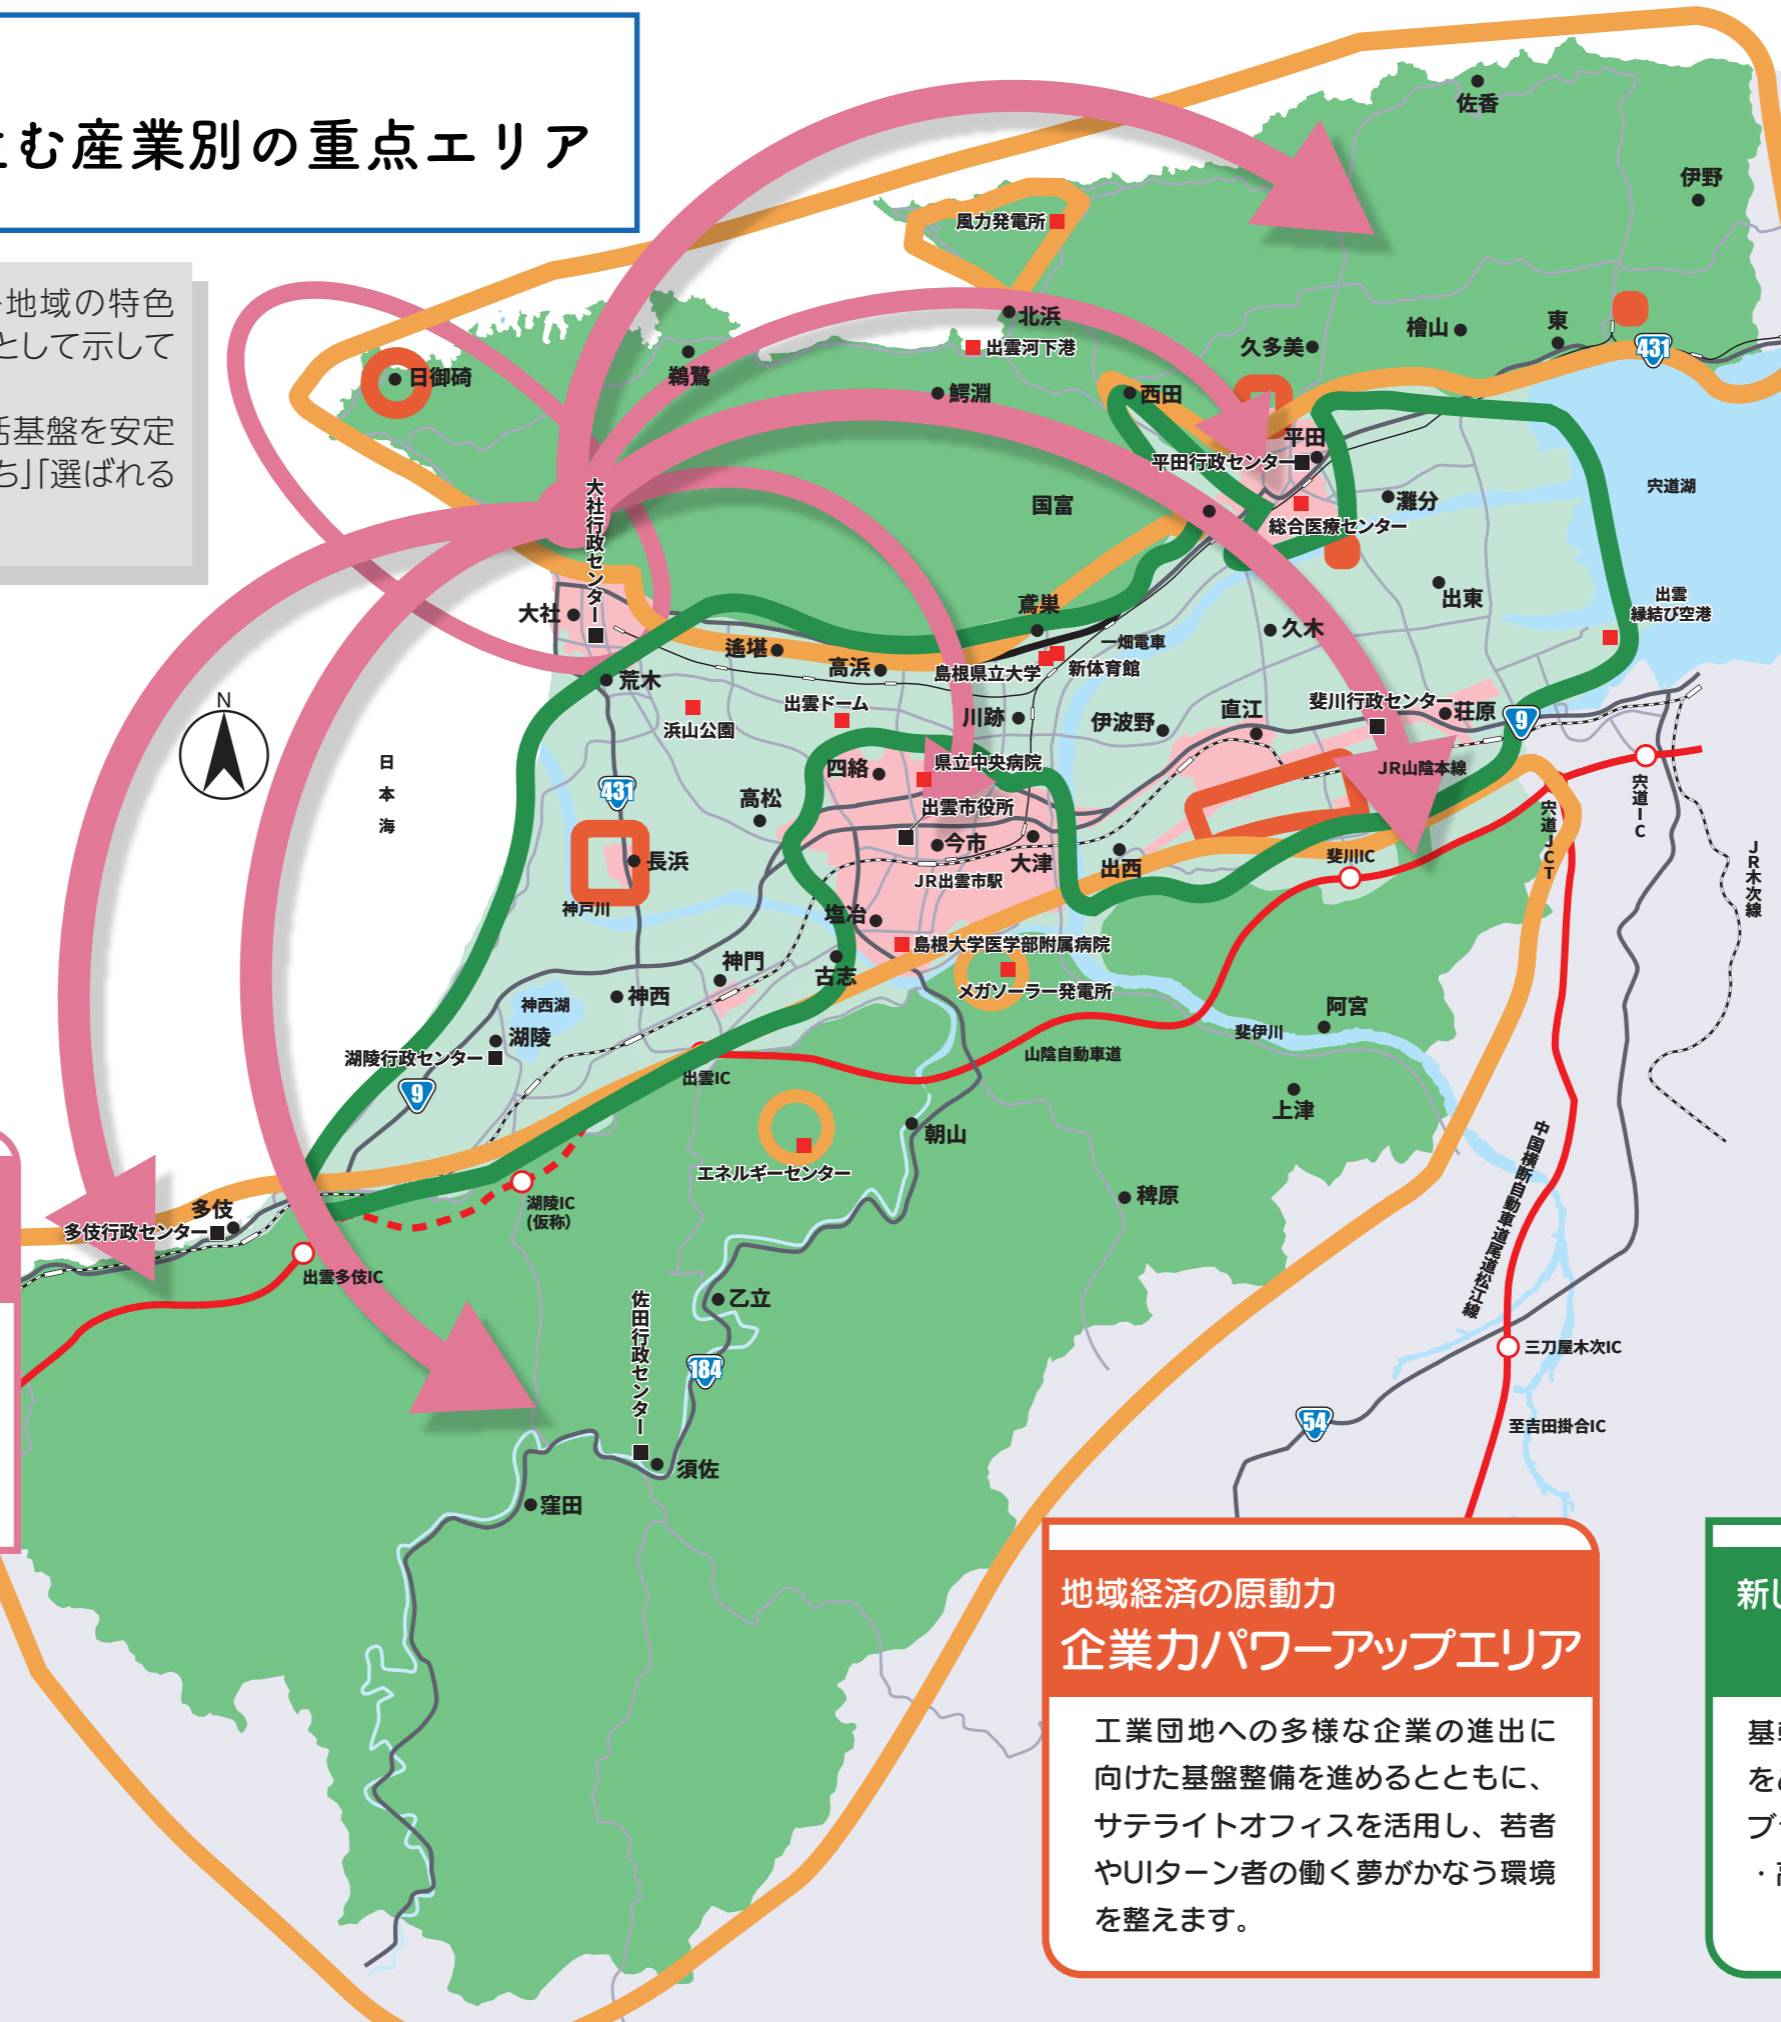 む産業別の重点エリア
地域の特色
として示して
基盤を安定
ち」「選ばれる
佐香
伊野
風力発電所
北浜
出雲河下港
久多美
檜山
東
431
日御碕
鵜鷺
鰐淵
西田
平田
平田行政センター
灘分
宍道湖
国富
総合医療センター
大社行政センター
出東
出雲
縁結び空港
大社
鳶巣
久木
一畑電車
遙堪
高浜
島根県立大学
新体育館
荒木
N
浜山公園
出雲ドーム
川跡
伊波野
直江
斐川行政センター
荘原
9
日本海
四絡
県立中央病院
JR山陰本線
宍道IC
431
高松
出雲市役所
宍道JCT
今市
大津
出西
斐川IC
JR木次線
長浜
JR出雲市駅
神戸川
塩冶
島根大学医学部附属病院
神門
古志
メガソーラー発電所
神西
神西湖
阿宮
湖陵
斐伊川
湖陵行政センター
山陰自動車道
出雲IC
9
上津
朝山
中国横断自動車道尾道松江線
エネルギーセンター
稗原
湖陵IC
(仮称)
多伎
多伎行政センター
出雲多伎IC
乙立
佐田行政センター
184
三刀屋木次IC
54
至吉田掛合IC
須佐
窪田
地域経済の原動力
企業力パワーアップエリア
工業団地への多様な企業の進出に
向けた基盤整備を進めるとともに、
サテライトオフィスを活用し、若者
やUIターン者の働く夢がかなう環境
を整えます。
新し
基
を
ブ
・